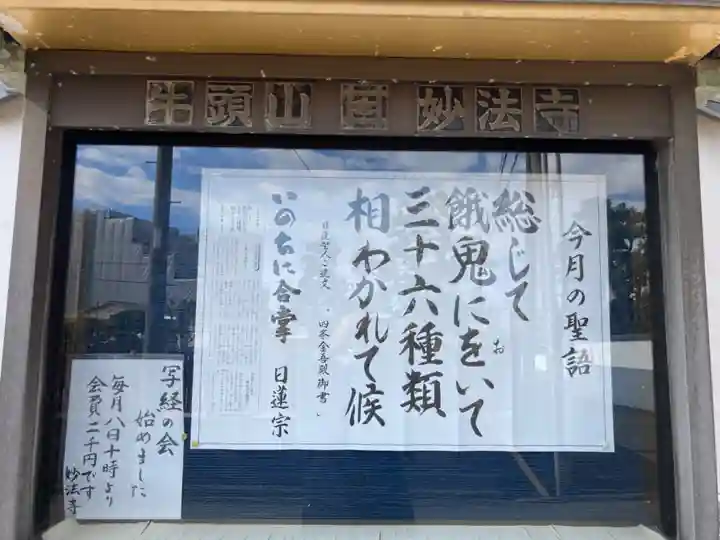 牛頭山 妙法寺
今月の聖語
総じて
餓鬼にをいて
お
三十六種類
相わかれて候
日蓮聖人ご遺文 「四条金吾殿御書」
いのちに合掌 日蓮宗
写経の会
始めました
毎月八日十時より
会費二千円です
妙法寺